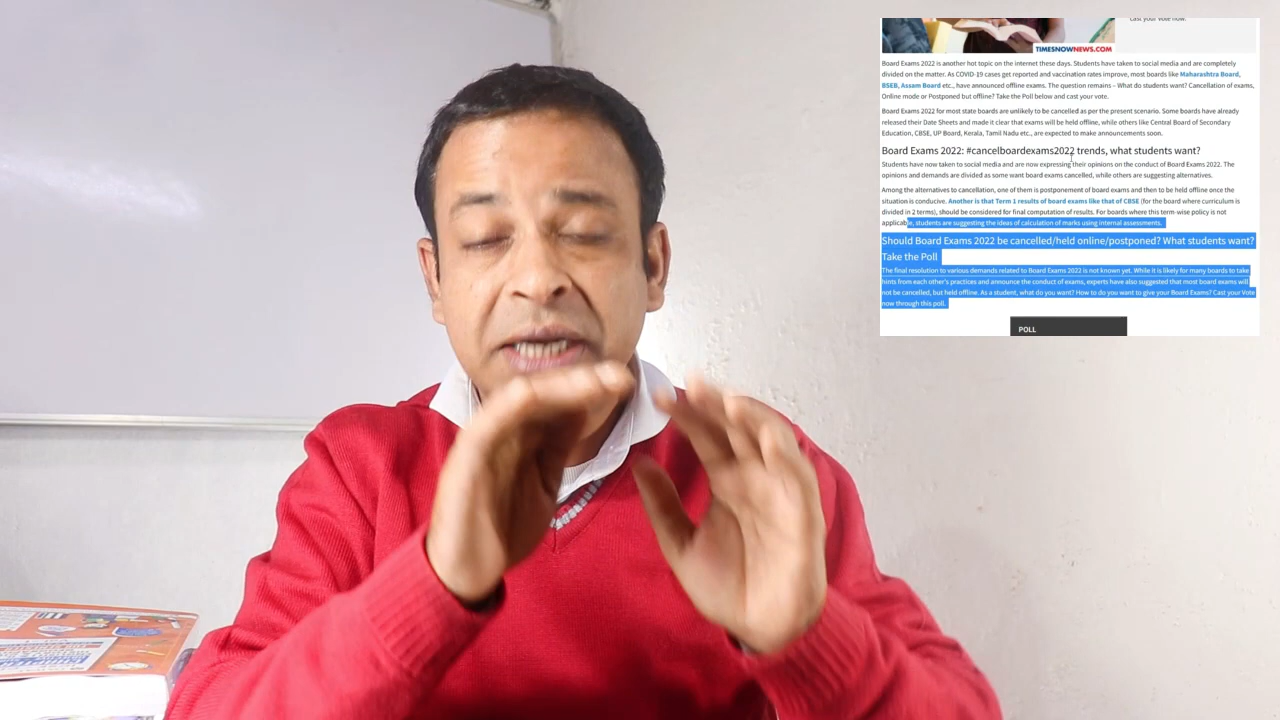 Cast your Vote now.
TIMESNOWNEWS.COM
Board Exams 2022 is another hot topic on the internet these days. Students have taken to social media and are completely
divided on the matter. As COVID-19 cases get reported and vaccination rates improve, most boards like Maharashtra Board,
BSEB, Assam Board etc., have announced offline exams. The question remains – What do students want? Cancellation of exams,
Online mode or Postponed but offline? Take the Poll below and cast your vote.
Board Exams 2022 for most state boards are unlikely to be cancelled as per the present scenario. Some boards have already
released their Date Sheets and made it clear that exams will be held offline, while others like Central Board of Secondary
Education, CBSE, UP Board, Kerala, Tamil Nadu etc., are expected to make announcements soon.
Board Exams 2022: #cancelboardexams2022 trends, what students want?
Students have now taken to social media and are now expressing their opinions on the conduct of Board Exams 2022. The
opinions and demands are divided as some want board exams cancelled, while others are suggesting alternatives.
Among the alternatives to cancellation, one of them is postponement of board exams and then to be held offline once the
situation is conducive. Another is that Term 1 results of board exams like that of CBSE (for the board where curriculum is
divided in 2 terms), should be considered for final computation of results. For boards where this term-wise policy is not
applicable, students are suggesting the ideas of calculation of marks using internal assessments.
Should Board Exams 2022 be cancelled/held online/postponed? What students want?
Take the Poll
The final resolution to various demands related to Board Exams 2022 is not known yet. While it is likely for many boards to take
hints from each other's practices and announce the conduct of exams, experts have also suggested that most board exams will
not be cancelled, but held offline. As a student, what do you want? How to do you want to give your Board Exams? Cast your Vote
now through this poll.
POLL